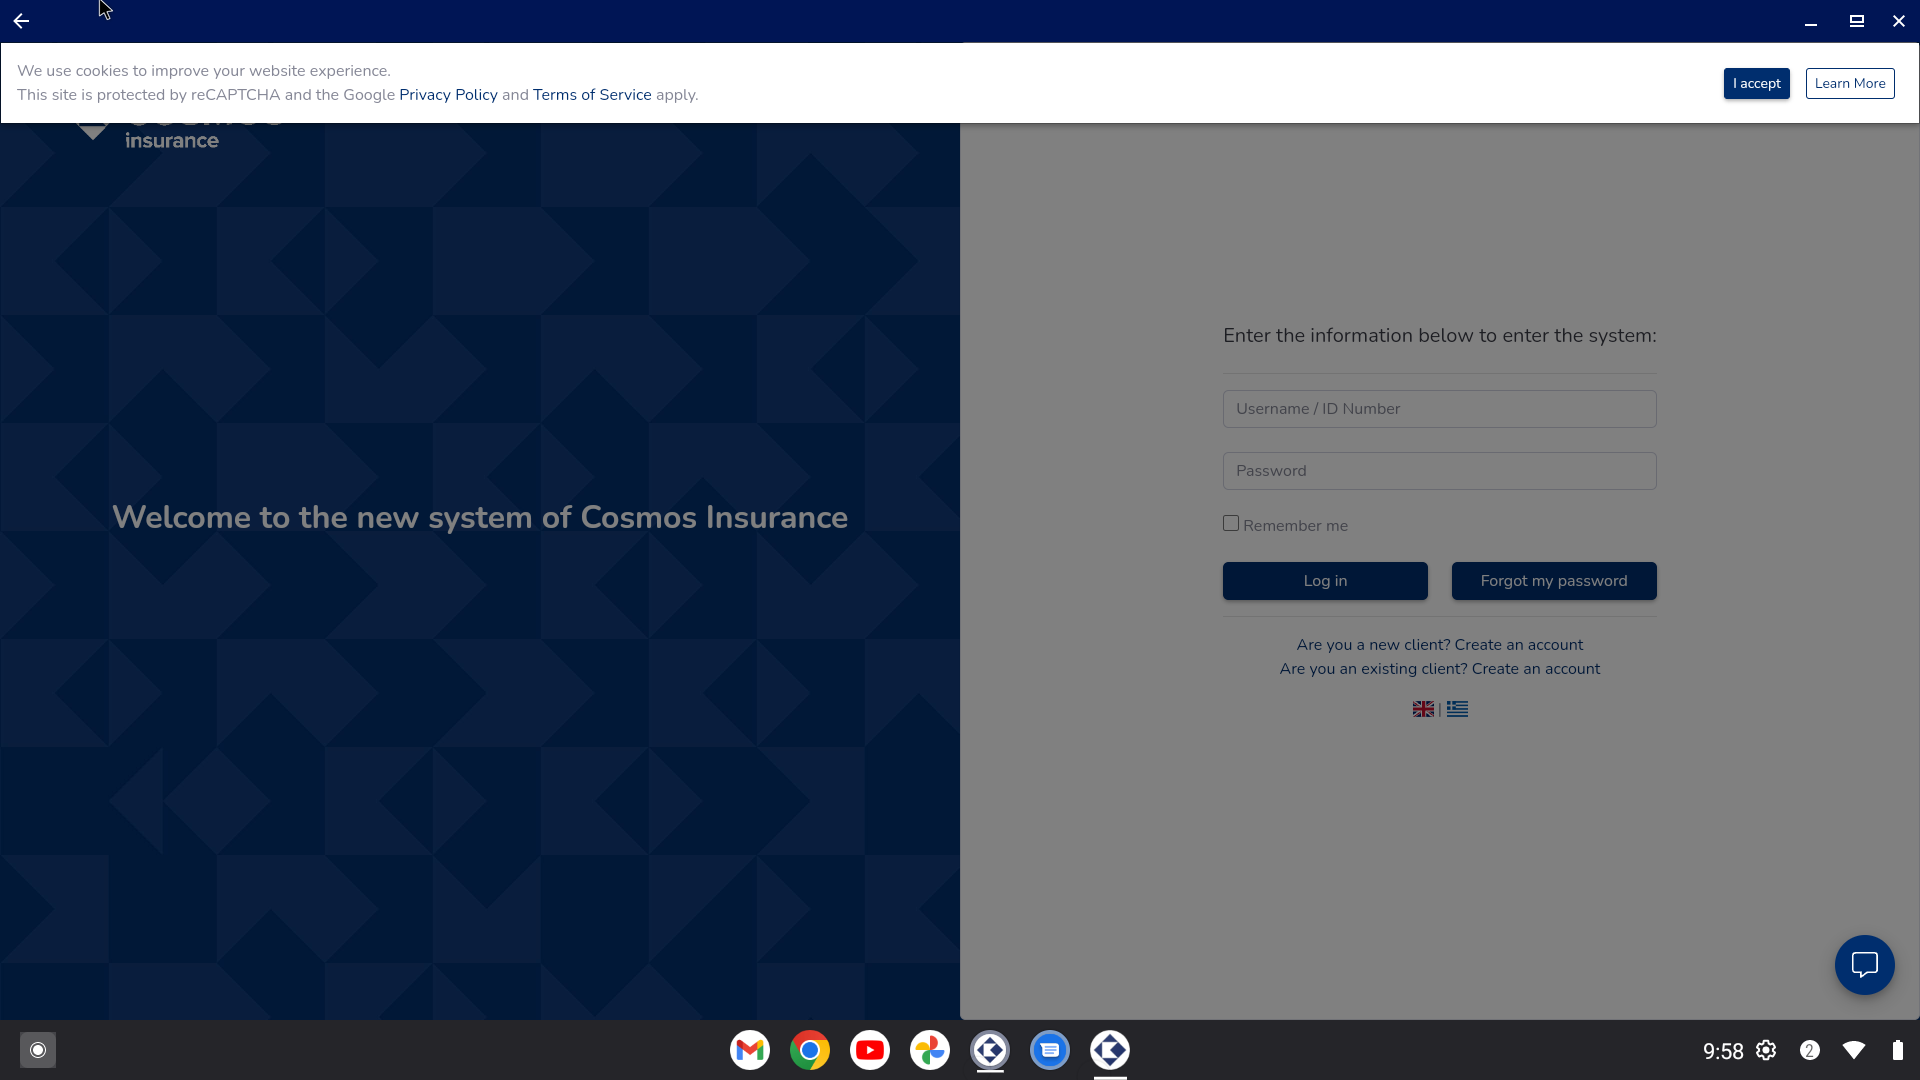 We use cookies to improve your website experience.
This site is protected by reCAPTCHA and the Google Privacy Policy and Terms of Service apply.
I accept
Learn More
insurance
Welcome to the new system of Cosmos Insurance
Enter the information below to enter the system:
Username / ID Number
Password
Remember me
Log in
Forgot my password
Are you a new client? Create an account
Are you an existing client? Create an account
|
9:58
2